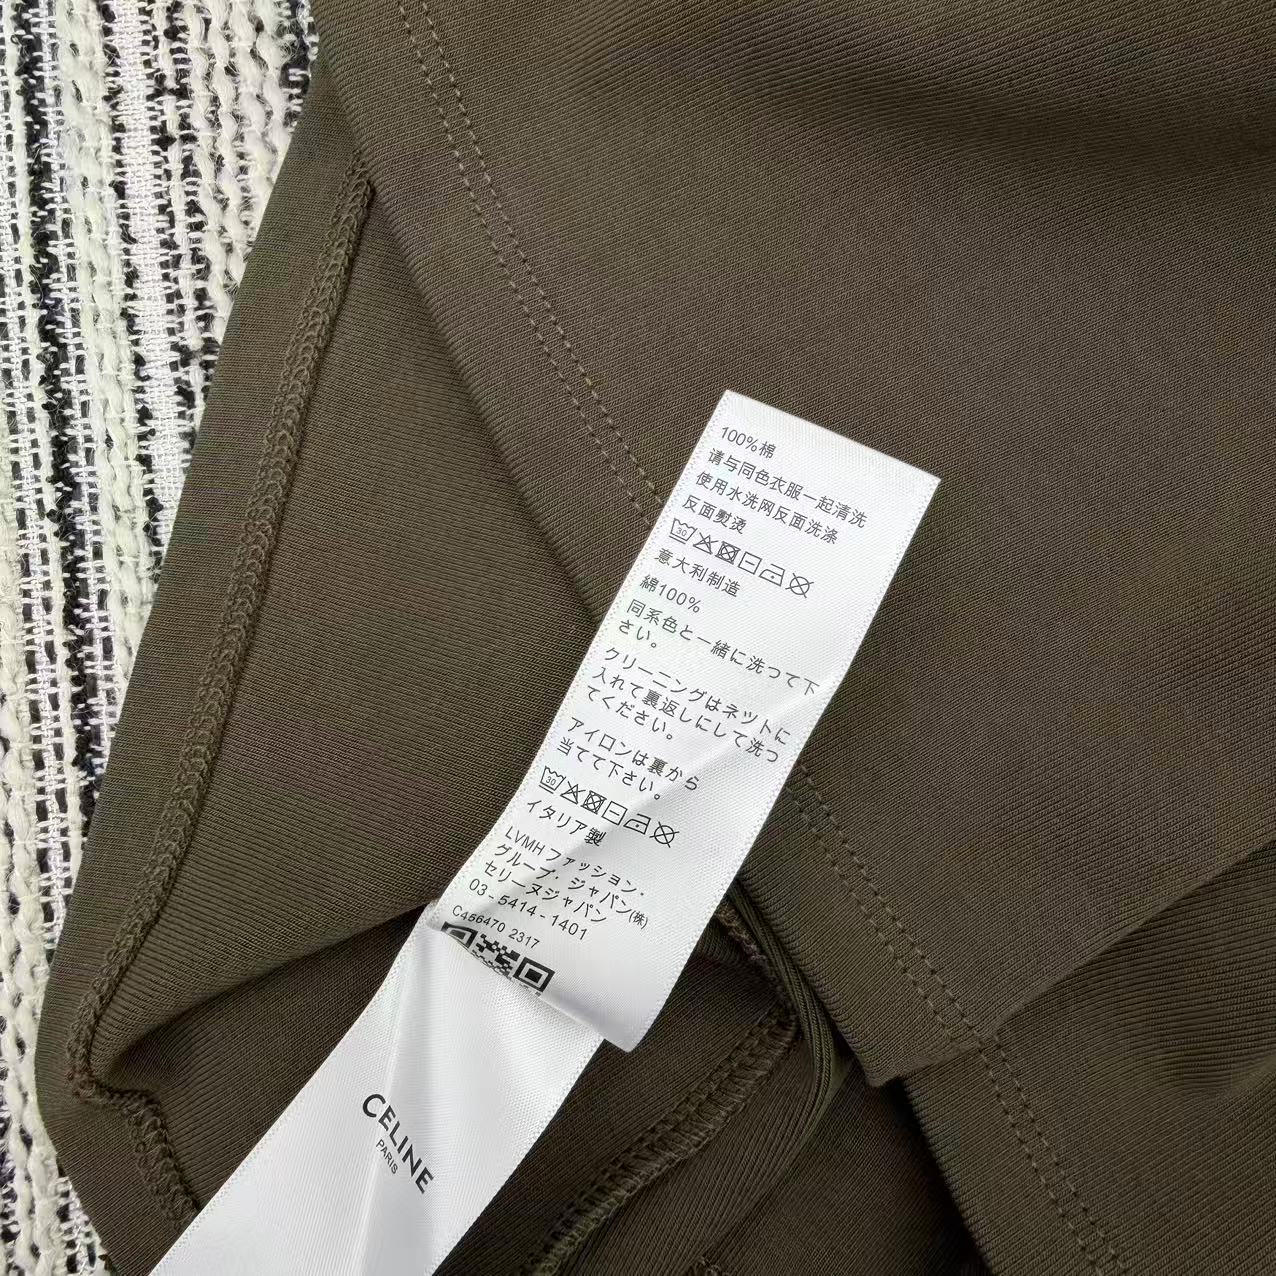 100%棉
请与同色衣服一起清洗
使用水洗网反面洗涤
反面熨烫
30
意大利制造
綿100%
同系色と一緒に洗つて下
さい。
クリーニングはネツトに
入れて裏返しにして洗つ
てください。
アイロンは裏から
当てて下さい。
30
イタリア製
LVMHファッション・
グループ・ジャパン(株)
セリーヌジャパン
03-5414-1401
C456470 2317
CELINE
PARIS